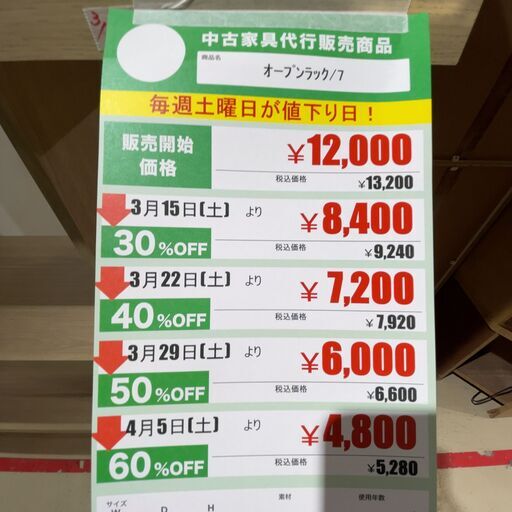 中古家具代行販売商品
商品名
オープンラック/7
毎週土曜日が値下り日！
販売開始
価格
¥12,000
税込価格
¥13,200
3月15日(土) より
30%OFF
¥8,400
税込価格
¥9,240
3月22日(土) より
40%OFF
¥7,200
税込価格
¥7,920
3月29日(土) より
50%OFF
¥6,000
税込価格
¥6,600
4月5日(土) より
60%OFF
¥4,800
税込価格
¥5,280
サイズ
W D H
素材
使用年数